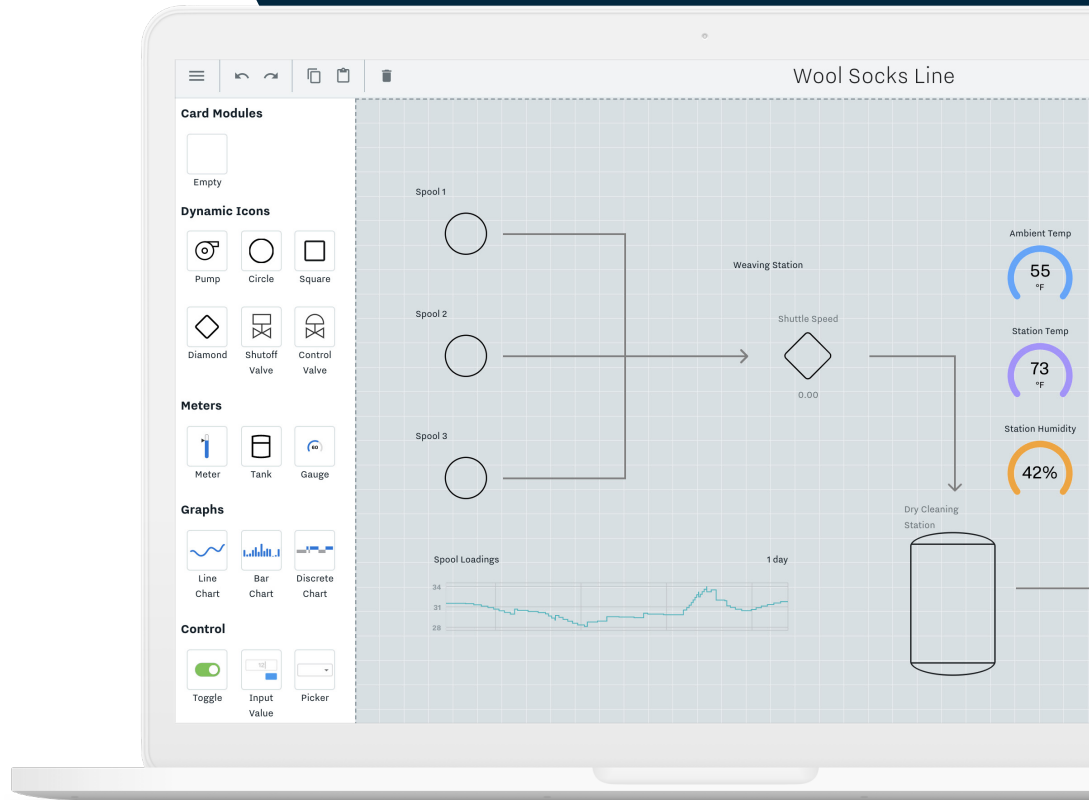 Wool Socks Line
Card Modules
Empty
Dynamic Icons
Pump
Circle
Square
Diamond
Shutoff
Valve
Control
Valve
Meters
60
Meter
Tank
Gauge
Graphs
Line
Chart
Bar
Chart
Discrete
Chart
Control
Toggle
Input
Value
Picker
Spool 1
Spool 2
Spool 3
Weaving Station
Shuttle Speed
0.00
Ambient Temp
55
°F
Station Temp
73
°F
Station Humidity
42%
Dry Cleaning
Station
Spool Loadings
1 day
34
31
28